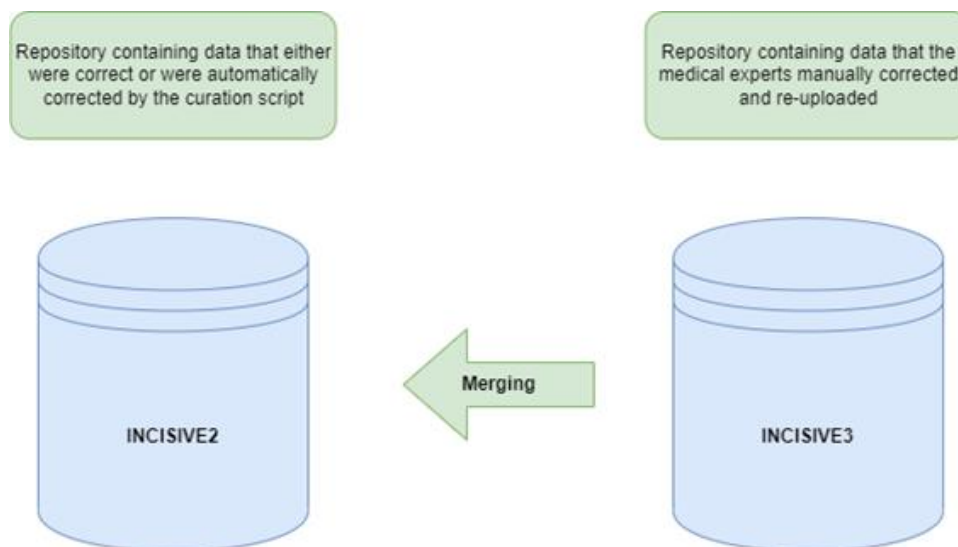 Repository containing data that either
were correct or were automatically
corrected by the curation script
Repository containing data that the
medical experts manually corrected
and re-uploaded
Merging
INCISIVE2
INCISIVE3